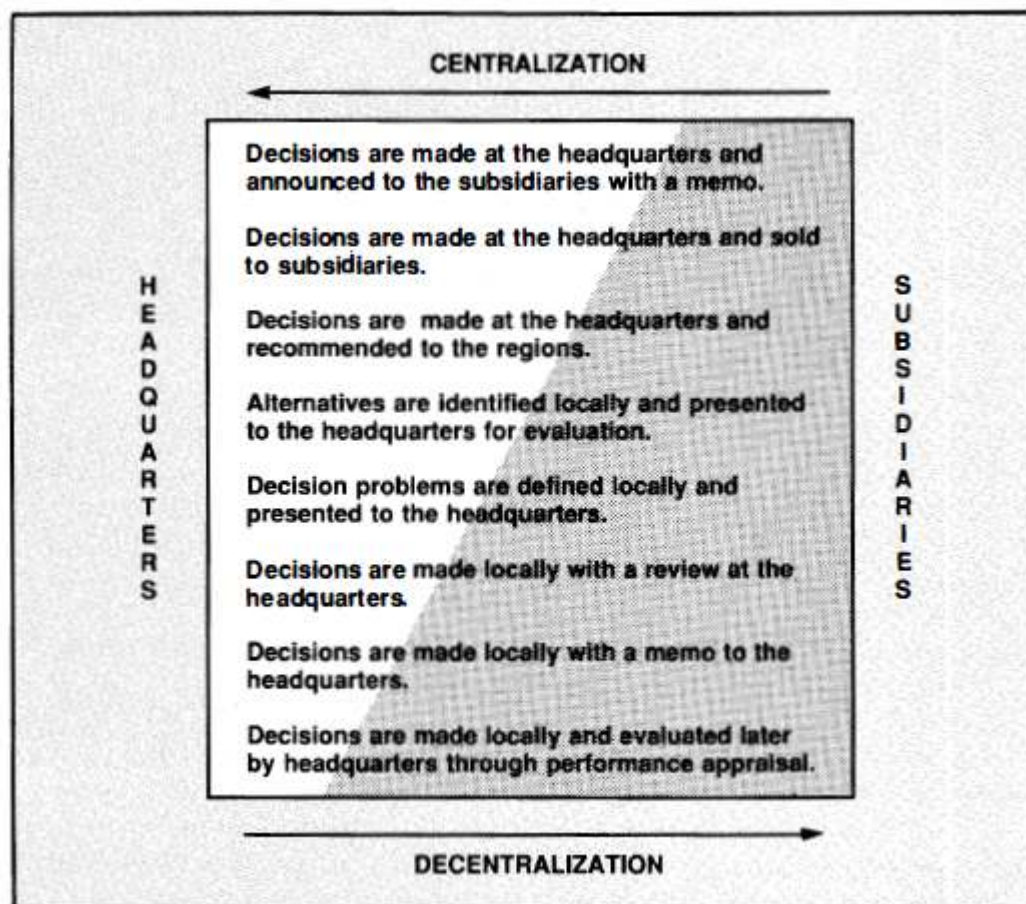 CENTRALIZATION
Decisions are made at the headquarters and
announced to the subsidiaries with a memo.
Decisions are made at the headquarters and sold
to subsidiaries.
HEADQUARTERS
SUBSIDIARIES
Decisions are made at the headquarters and
recommended to the regions.
Alternatives are identified locally and presented
to the headquarters for evaluation.
Decision problems are defined locally and
presented to the headquarters.
Decisions are made locally with a review at the
headquarters.
Decisions are made locally with a memo to the
headquarters.
Decisions are made locally and evaluated later
by headquarters through performance appraisal.
DECENTRALIZATION